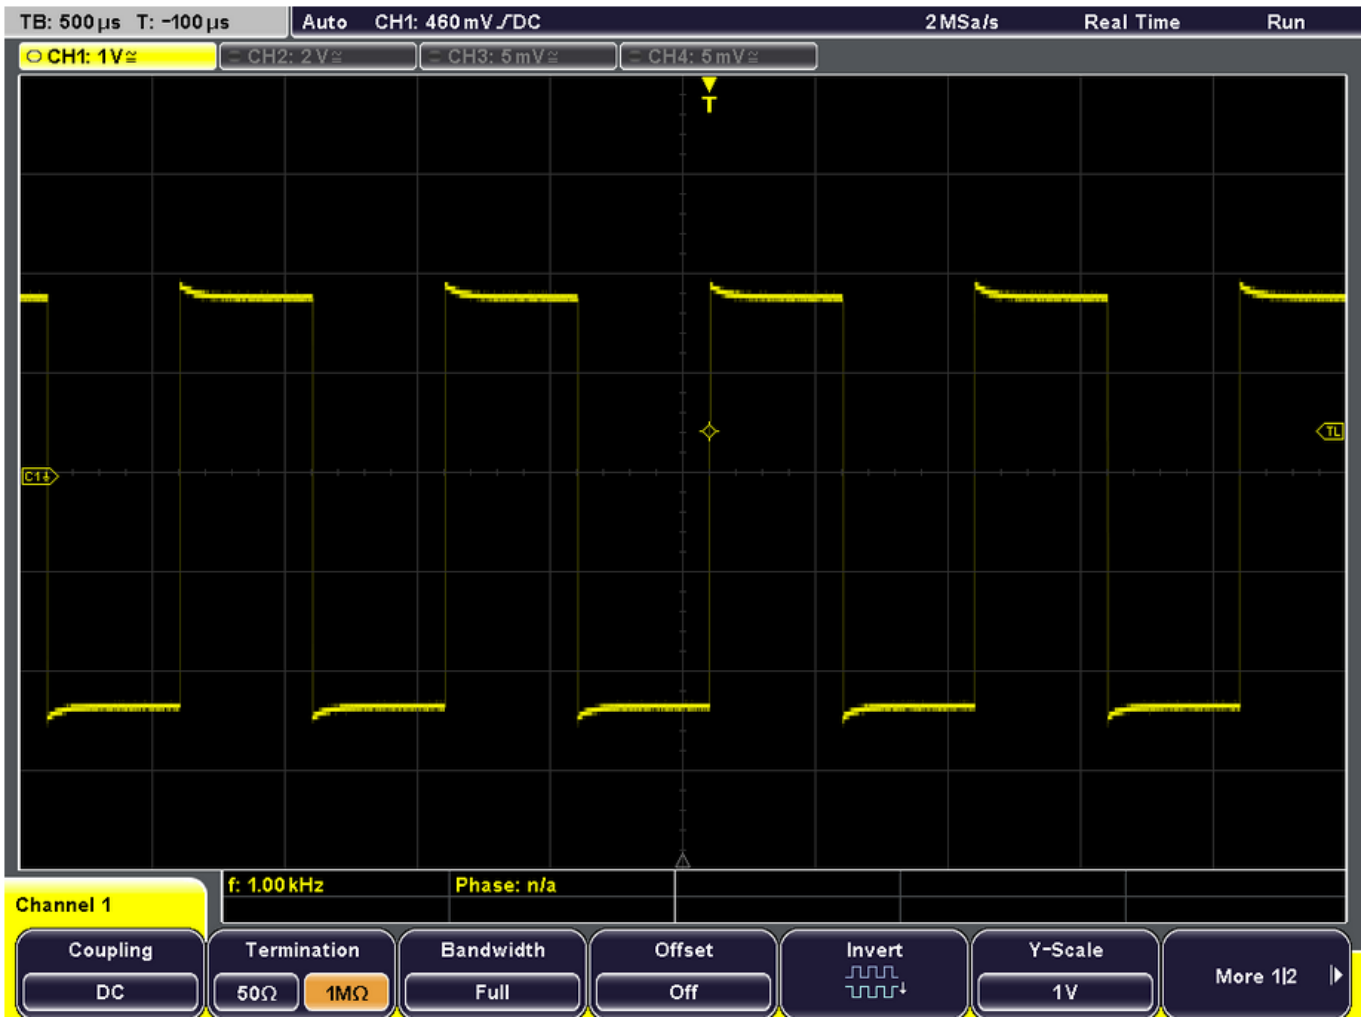 TB: 500 µs T: -100 µs Auto CH1: 460 mV DC 2 MSa/s Real Time Run
CH1: 1 V≅ CH2: 2 V≅ CH3: 5 mV≅ CH4: 5 mV≅
T
TL
C1
f: 1.00 kHz Phase: n/a
Channel 1
Coupling Termination Bandwidth Offset Invert Y-Scale More 1|2
DC 50Ω 1MΩ Full Off 1 V